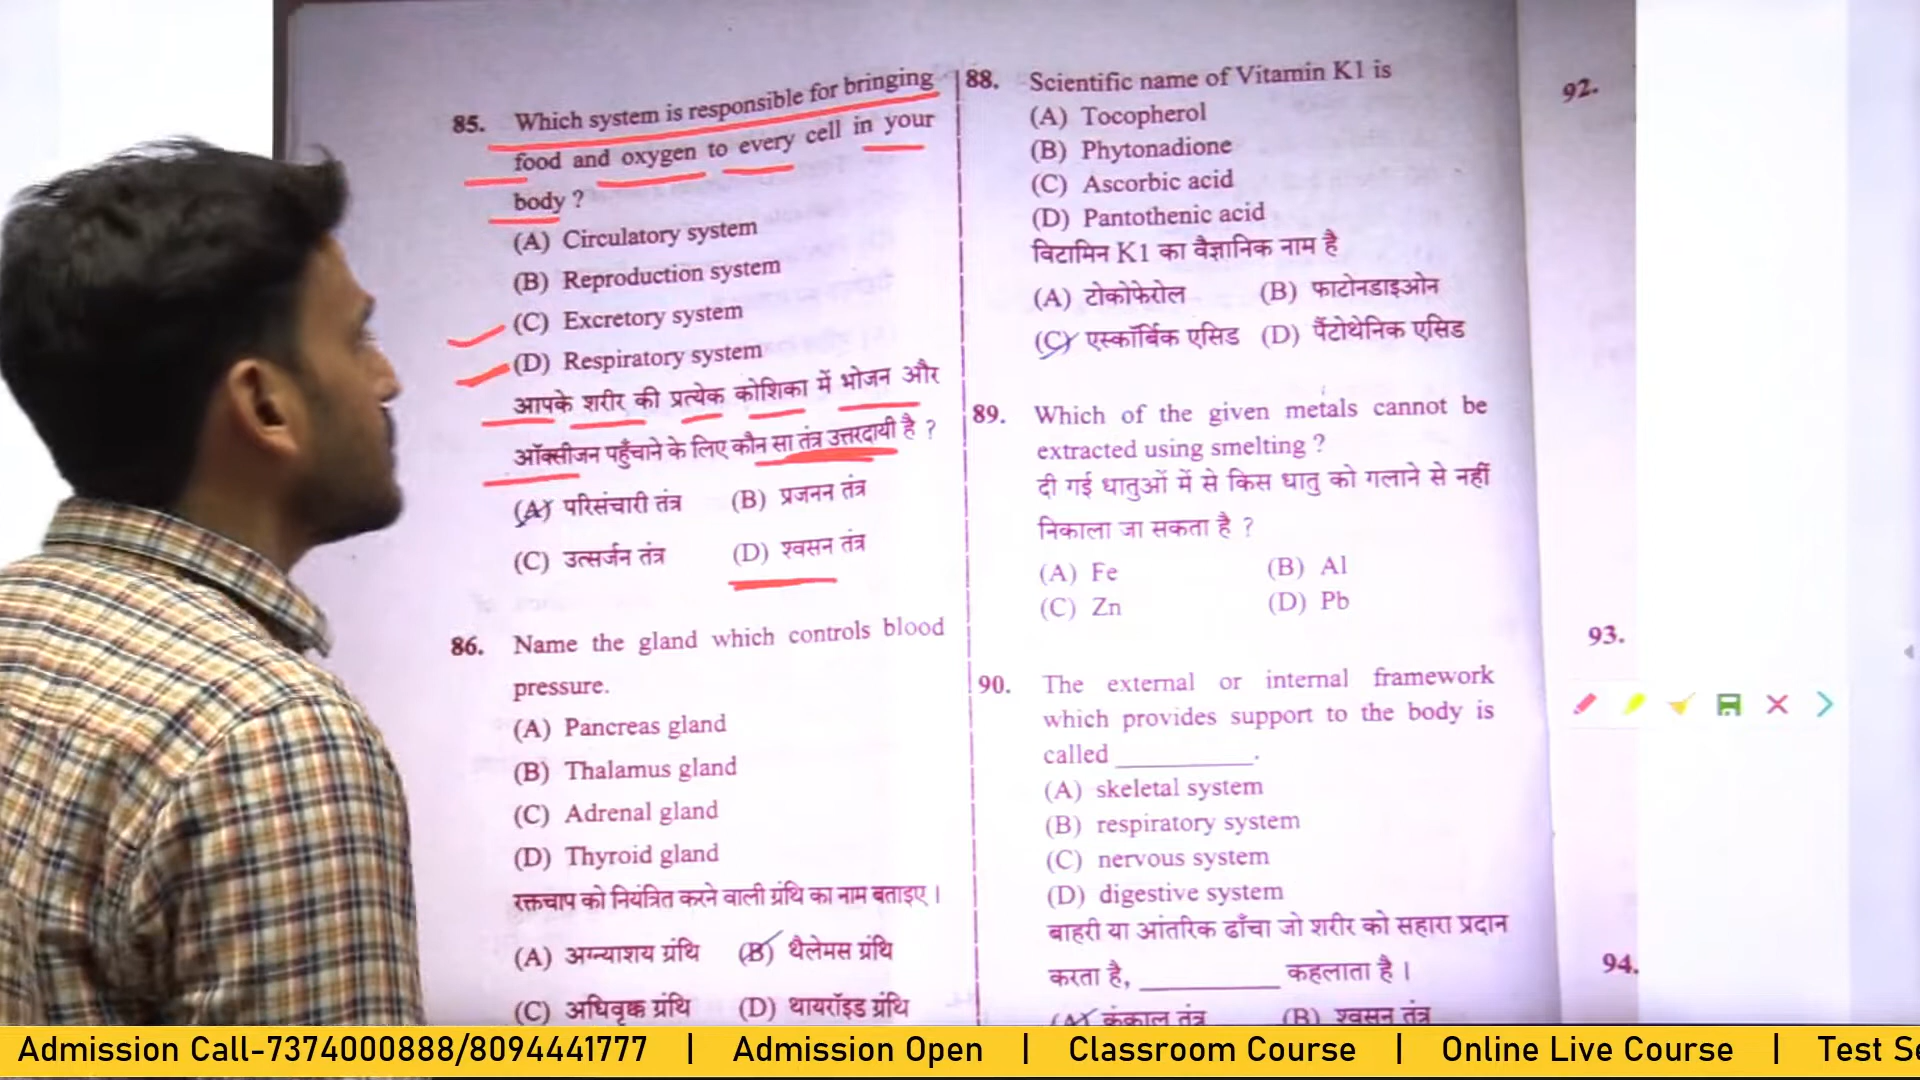 85. Which system is responsible for bringing
food and oxygen to every cell in your
body ?
(A) Circulatory system
(B) Reproduction system
(C) Excretory system
(D) Respiratory system
आपके शरीर की प्रत्येक कोशिका में भोजन और
ऑक्सीजन पहुँचाने के लिए कौन सा तंत्र उत्तरदायी है ?
(A) परिसंचारी तंत्र (B) प्रजनन तंत्र
(C) उत्सर्जन तंत्र (D) श्वसन तंत्र
86. Name the gland which controls blood
pressure.
(A) Pancreas gland
(B) Thalamus gland
(C) Adrenal gland
(D) Thyroid gland
रक्तचाप को नियंत्रित करने वाली ग्रंथि का नाम बताइए ।
(A) अग्न्याशय ग्रंथि (B) थैलेमस ग्रंथि
(C) अधिवृक्क ग्रंथि (D) थायरॉइड ग्रंथि
88. Scientific name of Vitamin K1 is
(A) Tocopherol
(B) Phytonadione
(C) Ascorbic acid
(D) Pantothenic acid
विटामिन K1 का वैज्ञानिक नाम है
(A) टोकोफेरोल (B) फाटोनडाइओन
(C) एस्कॉर्बिक एसिड (D) पैंटोथेनिक एसिड
89. Which of the given metals cannot be
extracted using smelting ?
दी गई धातुओं में से किस धातु को गलाने से नहीं
निकाला जा सकता है ?
(A) Fe (B) Al
(C) Zn (D) Pb
90. The external or internal framework
which provides support to the body is
called ___________.
(A) skeletal system
(B) respiratory system
(C) nervous system
(D) digestive system
बाहरी या आंतरिक ढाँचा जो शरीर को सहारा प्रदान
करता है, ___________ कहलाता है ।
(A) कंकाल तंत्र (B) श्वसन तंत्र
92.
93.
94.
Admission Call-7374000888/8094441777 | Admission Open | Classroom Course | Online Live Course | Test Se